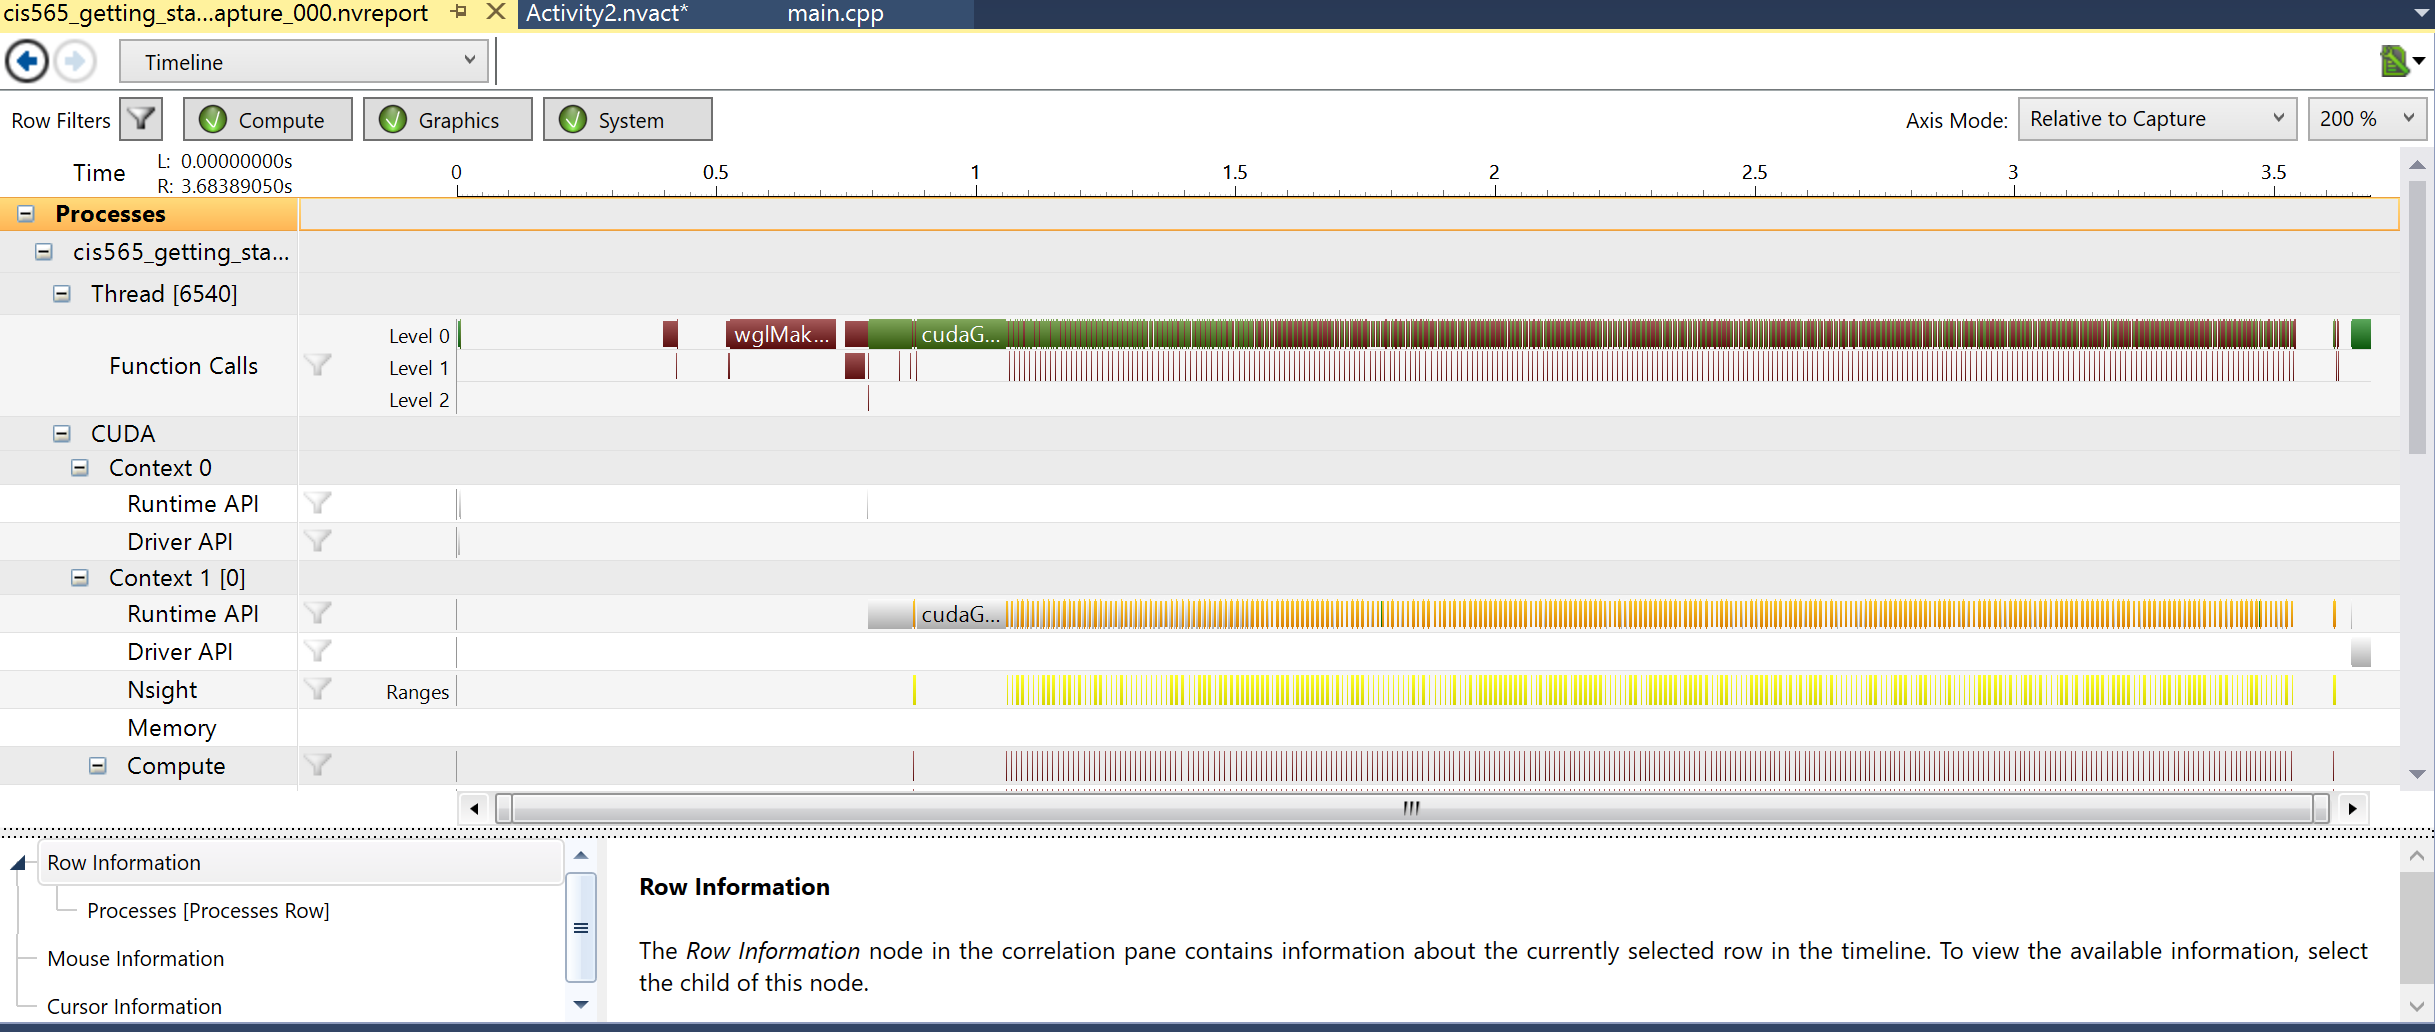 cis565_getting_sta...apture_000.nvreport Activity2.nvact* main.cpp
Timeline
Row Filters Compute Graphics System Axis Mode: Relative to Capture 200 %
Time L: 0.00000000s R: 3.68389050s 0 0.5 1 1.5 2 2.5 3 3.5
Processes
cis565_getting_sta...
Thread [6540]
Function Calls
Level 0 wglMak... cudaG...
Level 1
Level 2
CUDA
Context 0
Runtime API
Driver API
Context 1 [0]
Runtime API cudaG...
Driver API
Nsight Ranges
Memory
Compute
Row Information
Processes [Processes Row]
Mouse Information
Cursor Information
Row Information
The Row Information node in the correlation pane contains information about the currently selected row in the timeline. To view the available information, select
the child of this node.